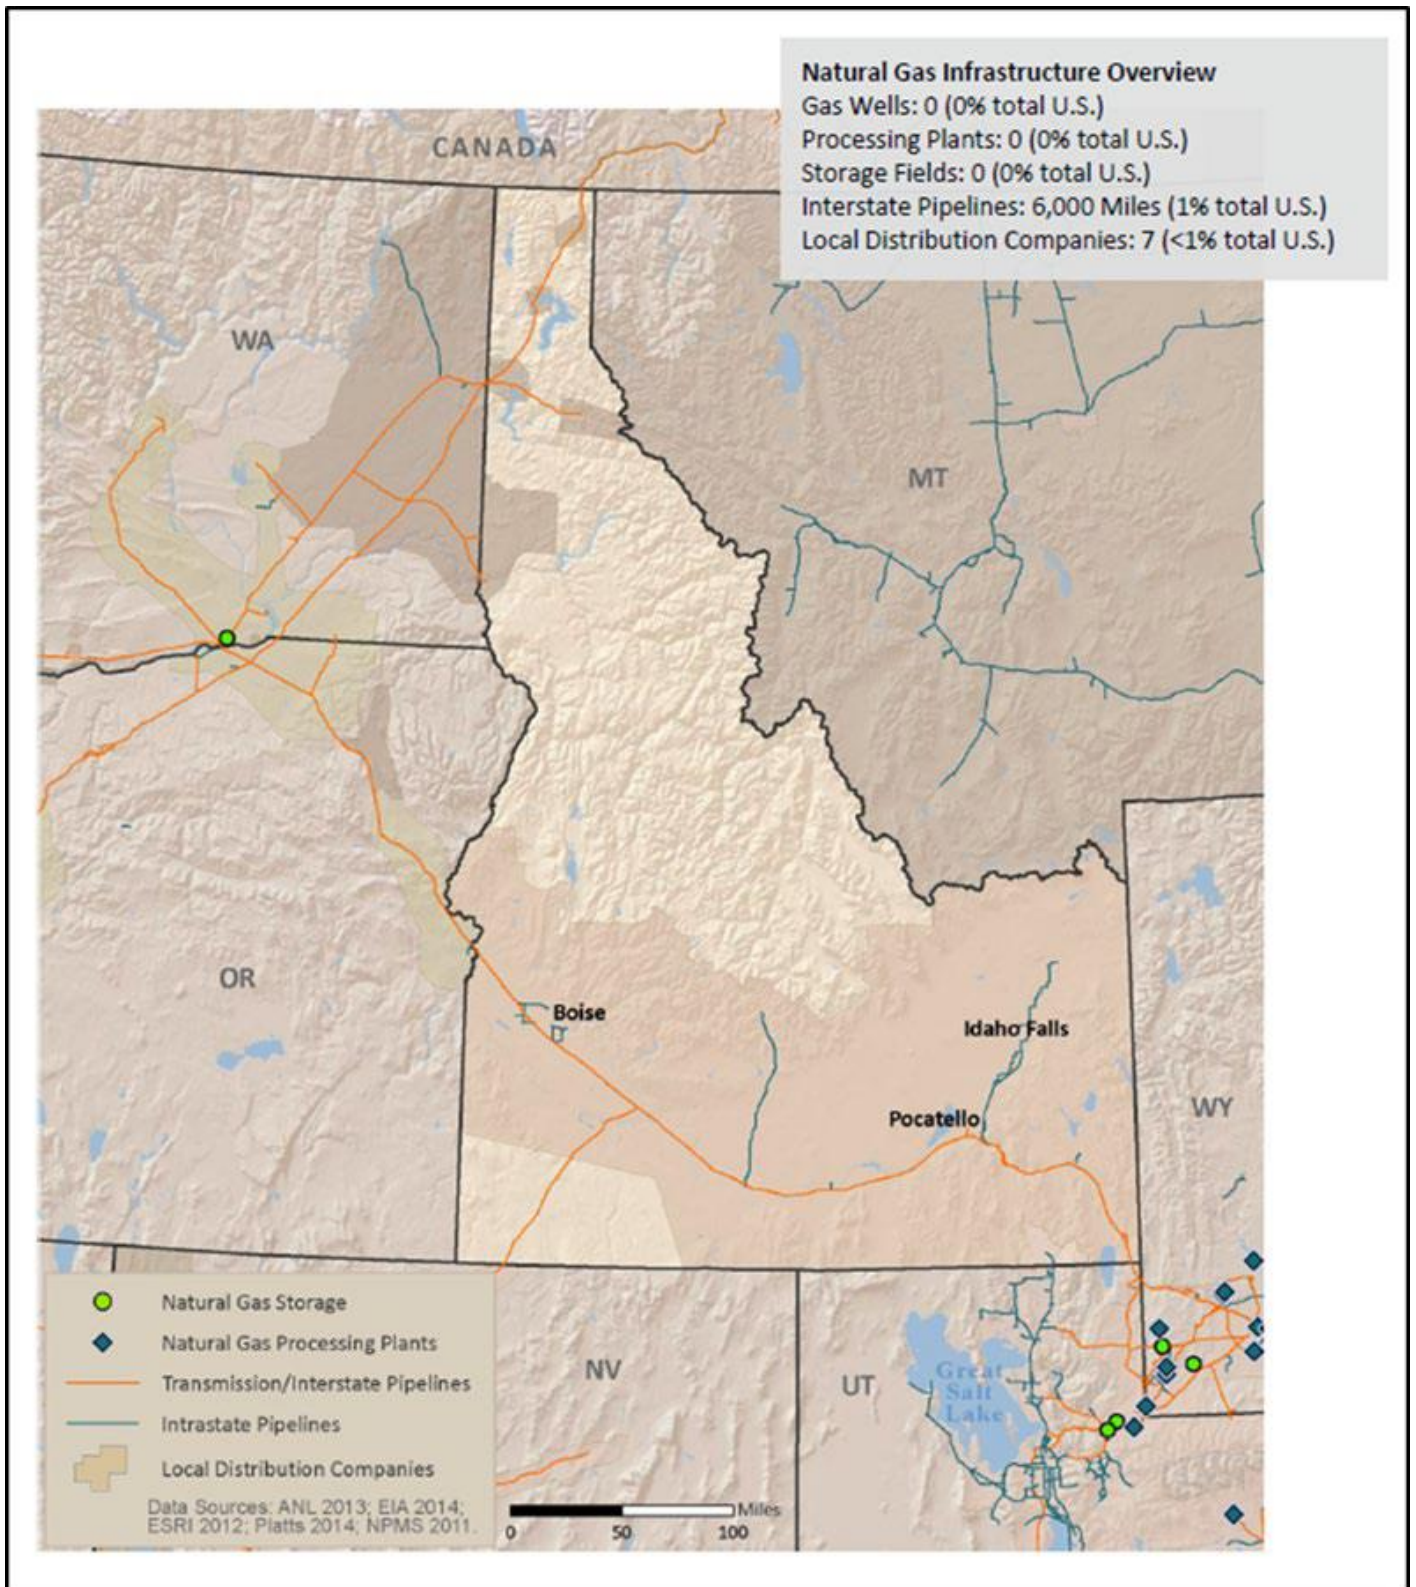 Natural Gas Infrastructure Overview
Gas Wells: 0 (0% total U.S.)
Processing Plants: 0 (0% total U.S.)
Storage Fields: 0 (0% total U.S.)
Interstate Pipelines: 6,000 Miles (1% total U.S.)
Local Distribution Companies: 7 (<1% total U.S.)
CANADA
WA
MT
OR
Boise
Idaho Falls
Pocatello
WY
NV
UT
Great
Salt
Lake
Natural Gas Storage
Natural Gas Processing Plants
Transmission/Interstate Pipelines
Intrastate Pipelines
Local Distribution Companies
Data Sources: ANL 2013; EIA 2014;
ESRI 2012; Platts 2014; NPMS 2011.
Miles
0 50 100